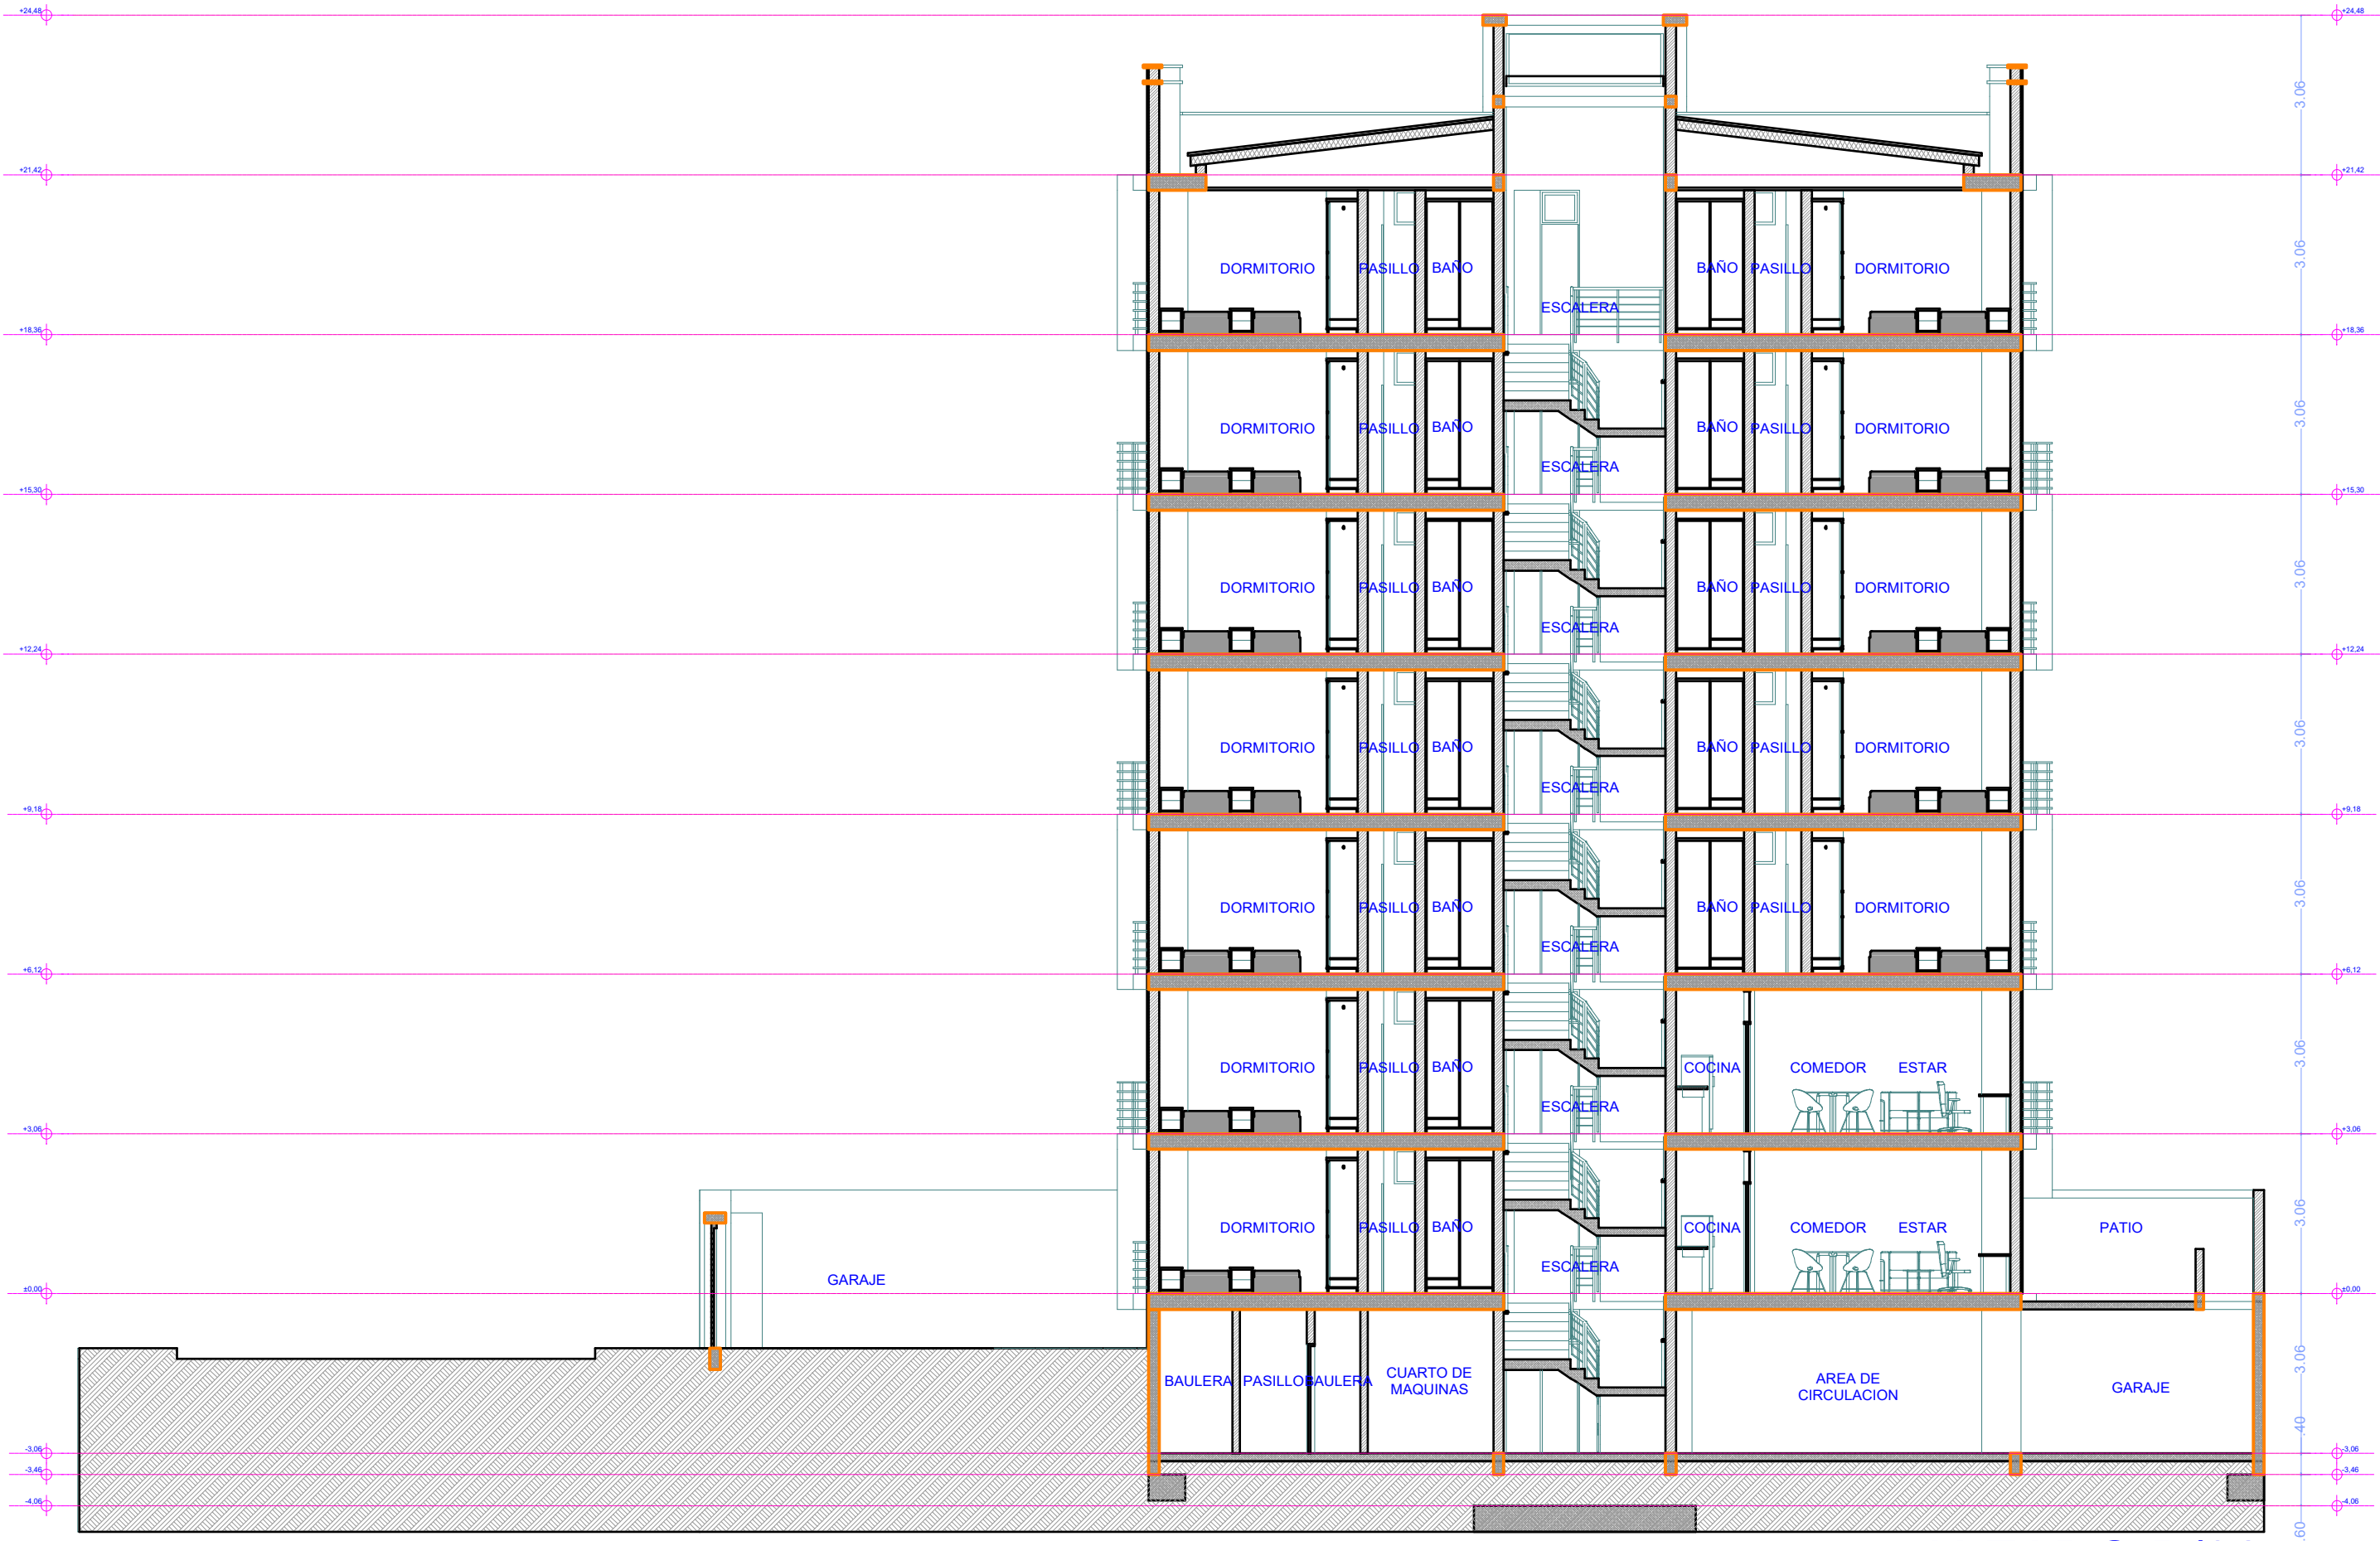 +24,48 +24,48
3.06
+21,42 +21,42
3.06
DORMITORIO PASILLO BAÑO BAÑO PASILLO DORMITORIO
ESCALERA
+18,36 +18,36
3.06
DORMITORIO PASILLO BAÑO BAÑO PASILLO DORMITORIO
ESCALERA
+15,30 +15,30
3.06
DORMITORIO PASILLO BAÑO BAÑO PASILLO DORMITORIO
ESCALERA
+12,24 +12,24
3.06
DORMITORIO PASILLO BAÑO BAÑO PASILLO DORMITORIO
ESCALERA
+9,18 +9,18
3.06
DORMITORIO PASILLO BAÑO BAÑO PASILLO DORMITORIO
ESCALERA
+6,12 +6,12
3.06
DORMITORIO PASILLO BAÑO COCINA COMEDOR ESTAR
ESCALERA
+3,06 +3,06
3.06
DORMITORIO PASILLO BAÑO COCINA COMEDOR ESTAR PATIO
ESCALERA
GARAJE
±0,00 ±0,00
3.06
BAULERA PASILLO BAULERA CUARTO DE
MAQUINAS
AREA DE
CIRCULACION
GARAJE
.40
-3,06 -3,06
-3,46 -3,46
-4,06 -4,06
.60